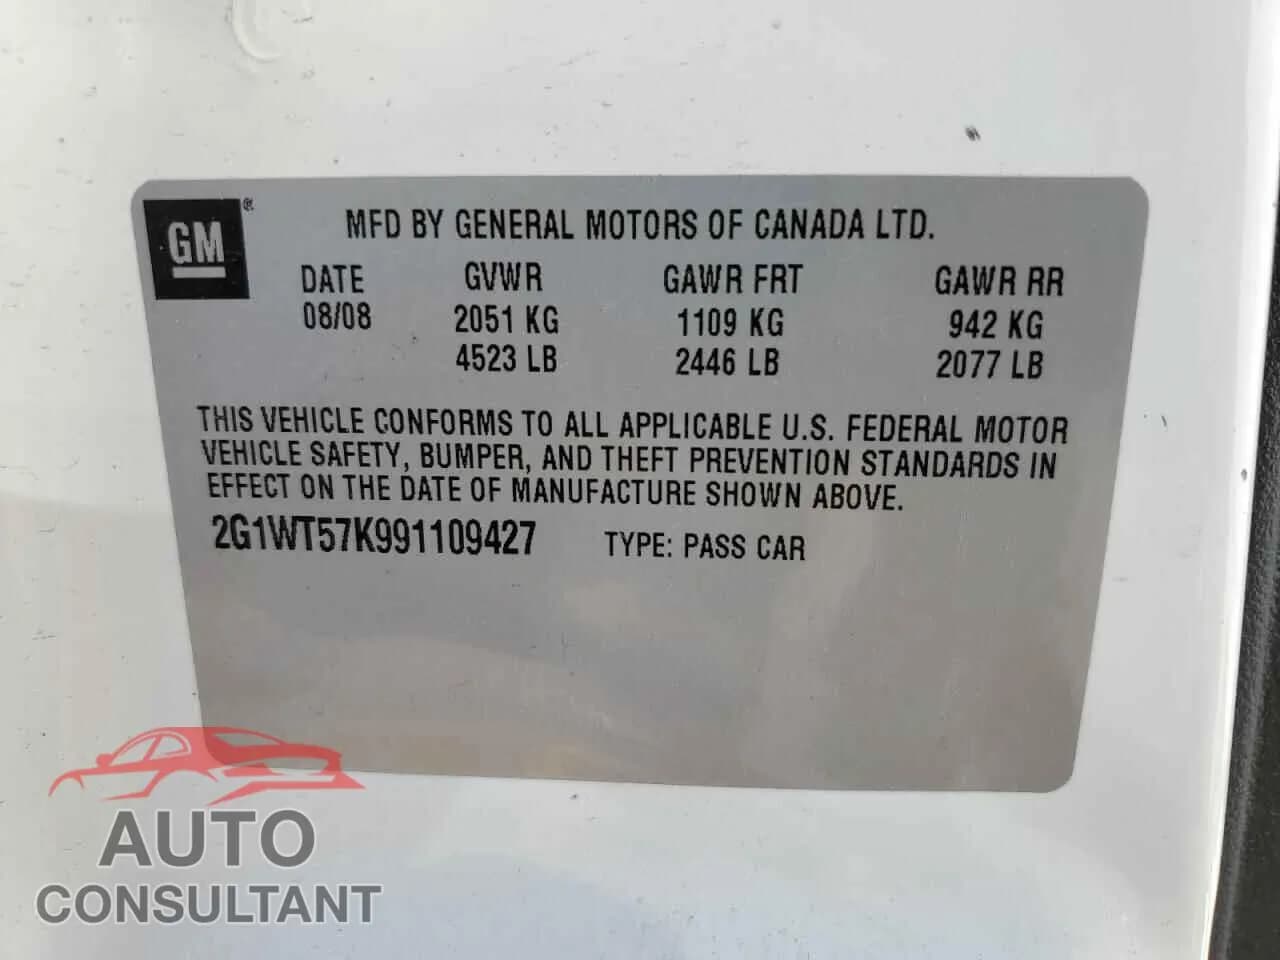 GM®
MFD BY GENERAL MOTORS OF CANADA LTD.
DATE GVWR GAWR FRT GAWR RR
08/08 2051 KG 1109 KG 942 KG
4523 LB 2446 LB 2077 LB
THIS VEHICLE CONFORMS TO ALL APPLICABLE U.S. FEDERAL MOTOR
VEHICLE SAFETY, BUMPER, AND THEFT PREVENTION STANDARDS IN
EFFECT ON THE DATE OF MANUFACTURE SHOWN ABOVE.
2G1WT57K991109427 TYPE: PASS CAR
AUTO
CONSULTANT